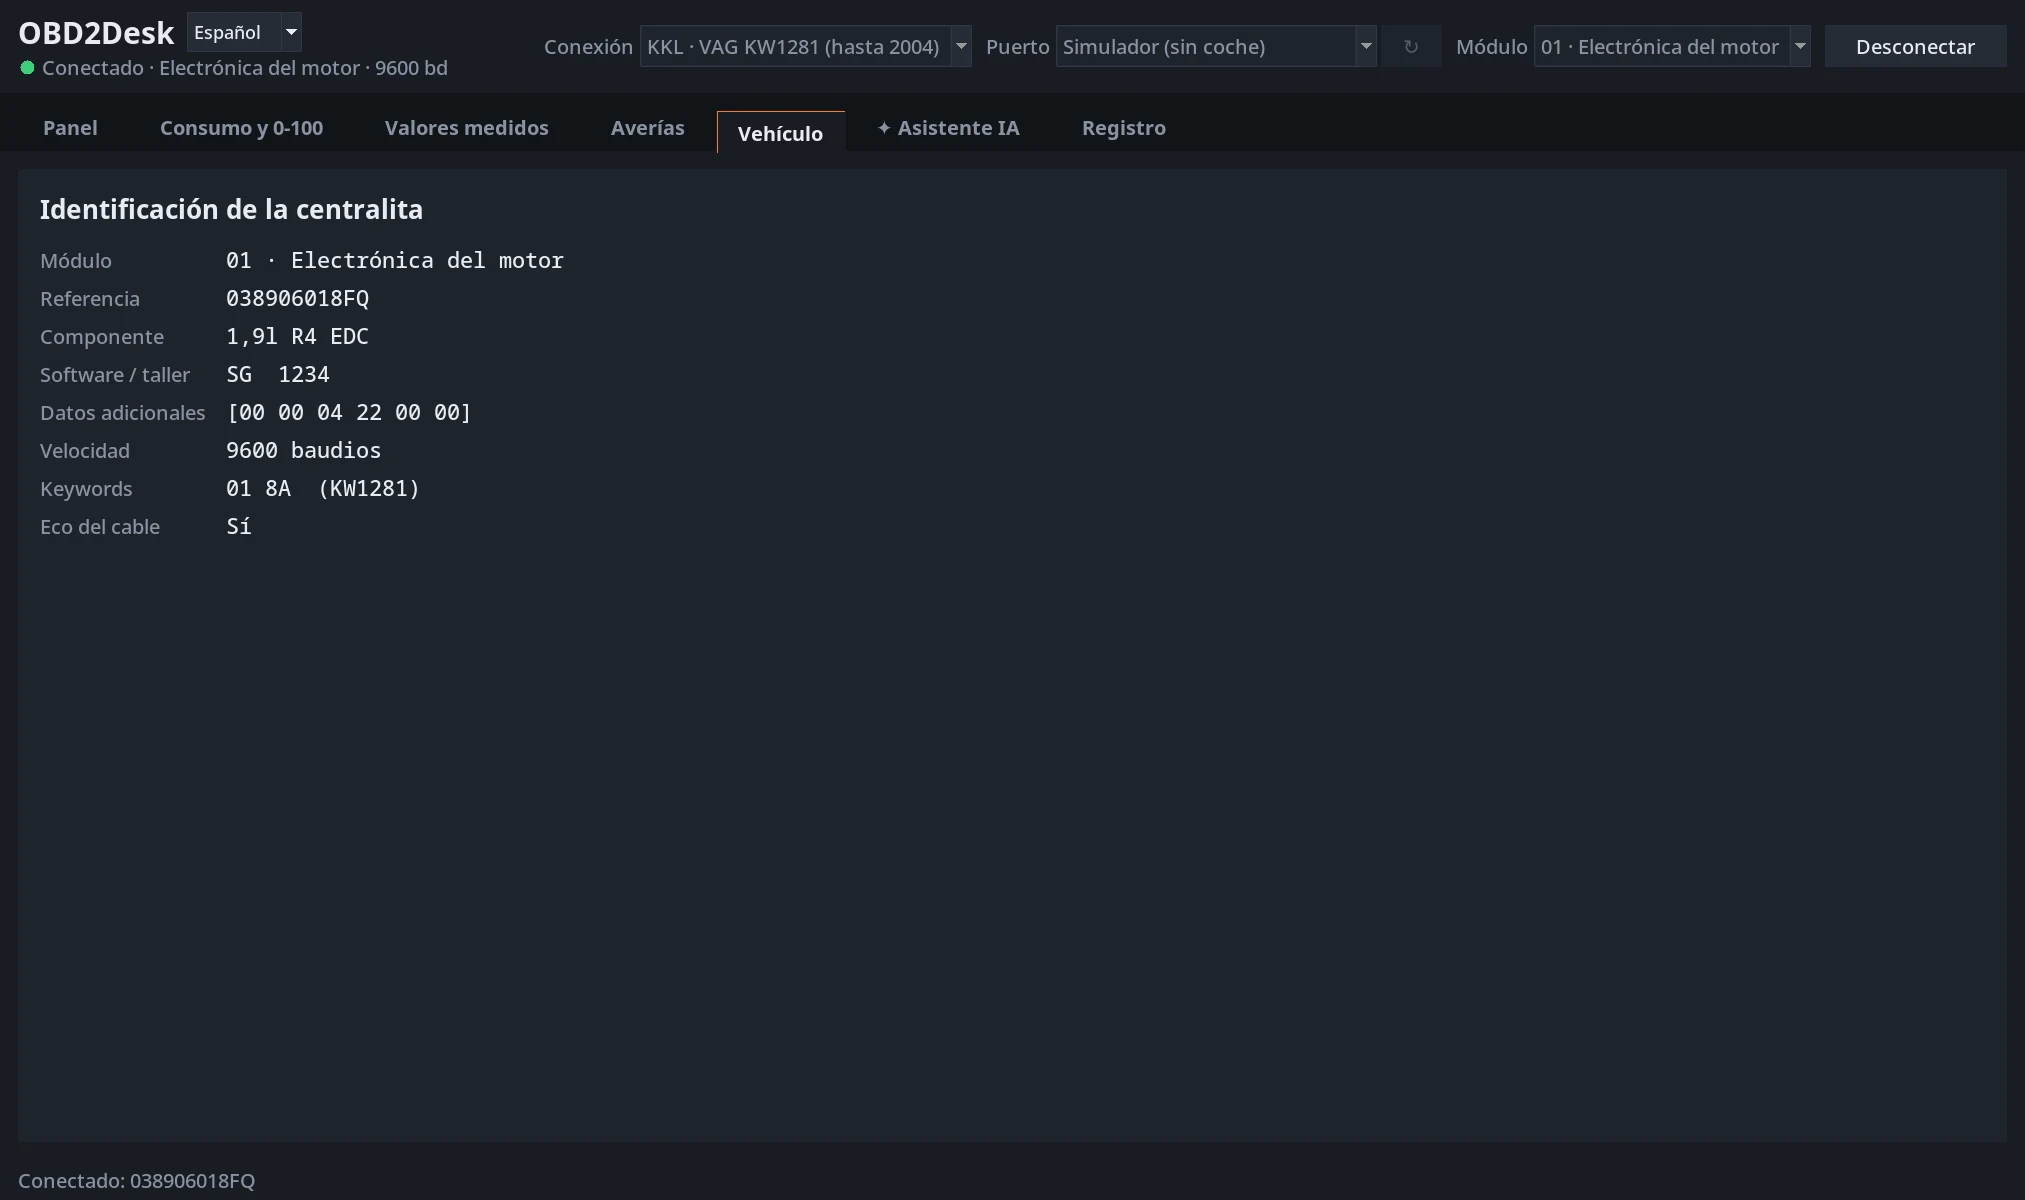 OBD2Desk Español
Conectado · Electrónica del motor · 9600 bd
Conexión KKL · VAG KW1281 (hasta 2004) Puerto Simulador (sin coche) ↻ Módulo 01 · Electrónica del motor Desconectar
Panel Consumo y 0-100 Valores medidos Averías Vehículo ✦ Asistente IA Registro
Identificación de la centralita
Módulo 01 · Electrónica del motor
Referencia 038906018FQ
Componente 1,9l R4 EDC
Software / taller SG  1234
Datos adicionales [00 00 04 22 00 00]
Velocidad 9600 baudios
Keywords 01 8A  (KW1281)
Eco del cable Sí
Conectado: 038906018FQ